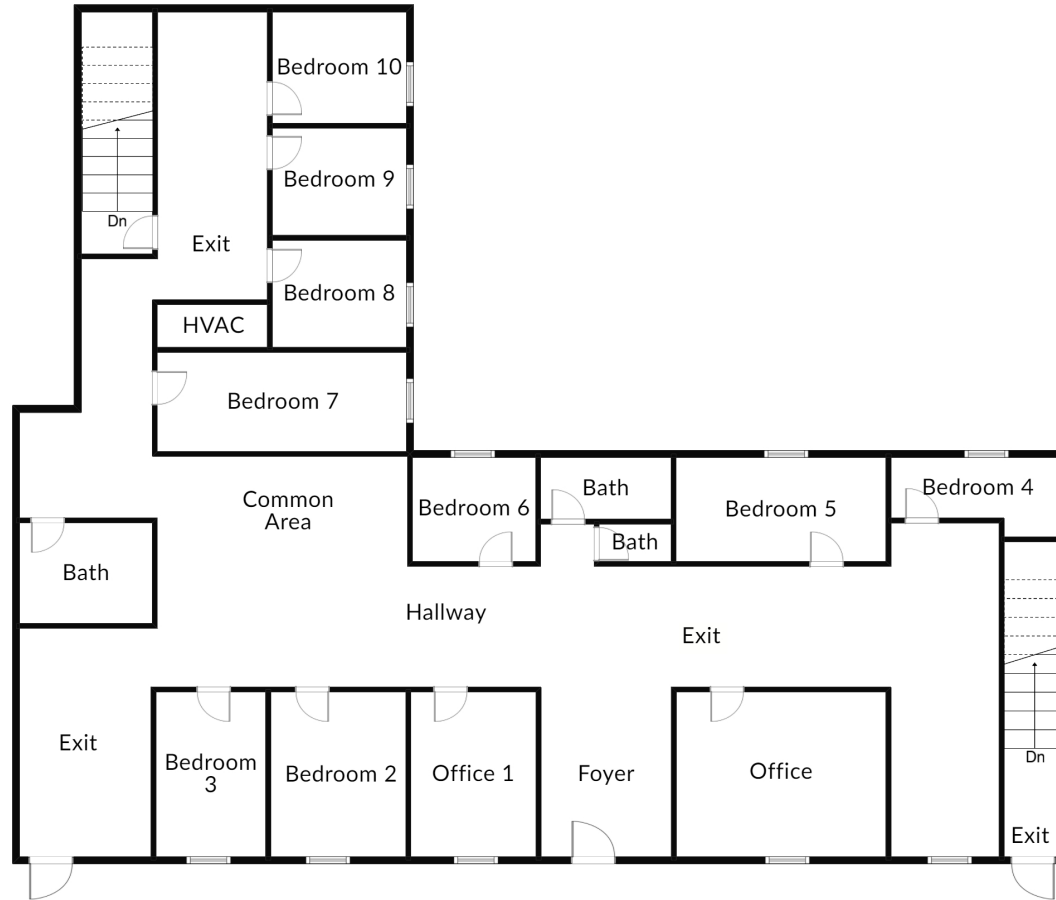 Bedroom 10
Bedroom 9
Dn
Exit
Bedroom 8
HVAC
Bedroom 7
Common
Area
Bedroom 6
Bath
Bath
Bedroom 5
Bedroom 4
Bath
Hallway
Exit
Exit
Bedroom
3
Bedroom 2
Office 1
Foyer
Office
Dn
Exit